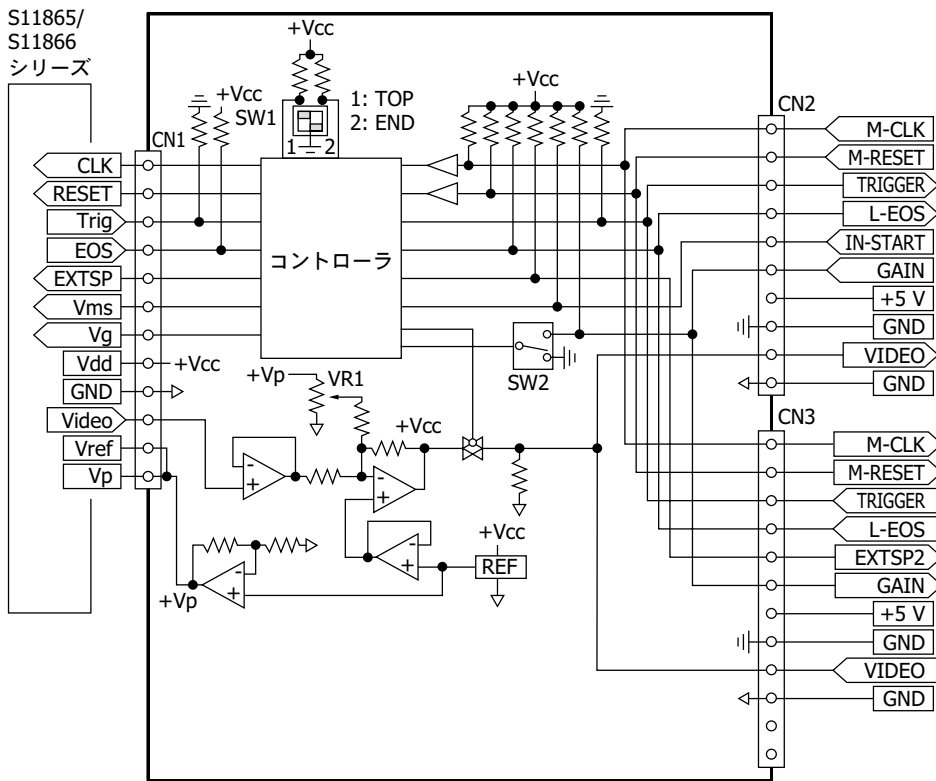 S11865/
S11866
シリーズ
CN1
CLK
RESET
Trig
EOS
EXTSP
Vms
Vg
Vdd
GND
Video
Vref
Vp
+Vcc
+Vcc
SW1
1: TOP
2: END
1 2
+Vcc
コントローラ
+Vcc
SW2
+Vp
VR1
+Vcc
-
+
-
+
-
+
-
+
+Vcc
REF
+Vp
CN2
M-CLK
M-RESET
TRIGGER
L-EOS
IN-START
GAIN
+5 V
GND
VIDEO
GND
CN3
M-CLK
M-RESET
TRIGGER
L-EOS
EXTSP2
GAIN
+5 V
GND
VIDEO
GND